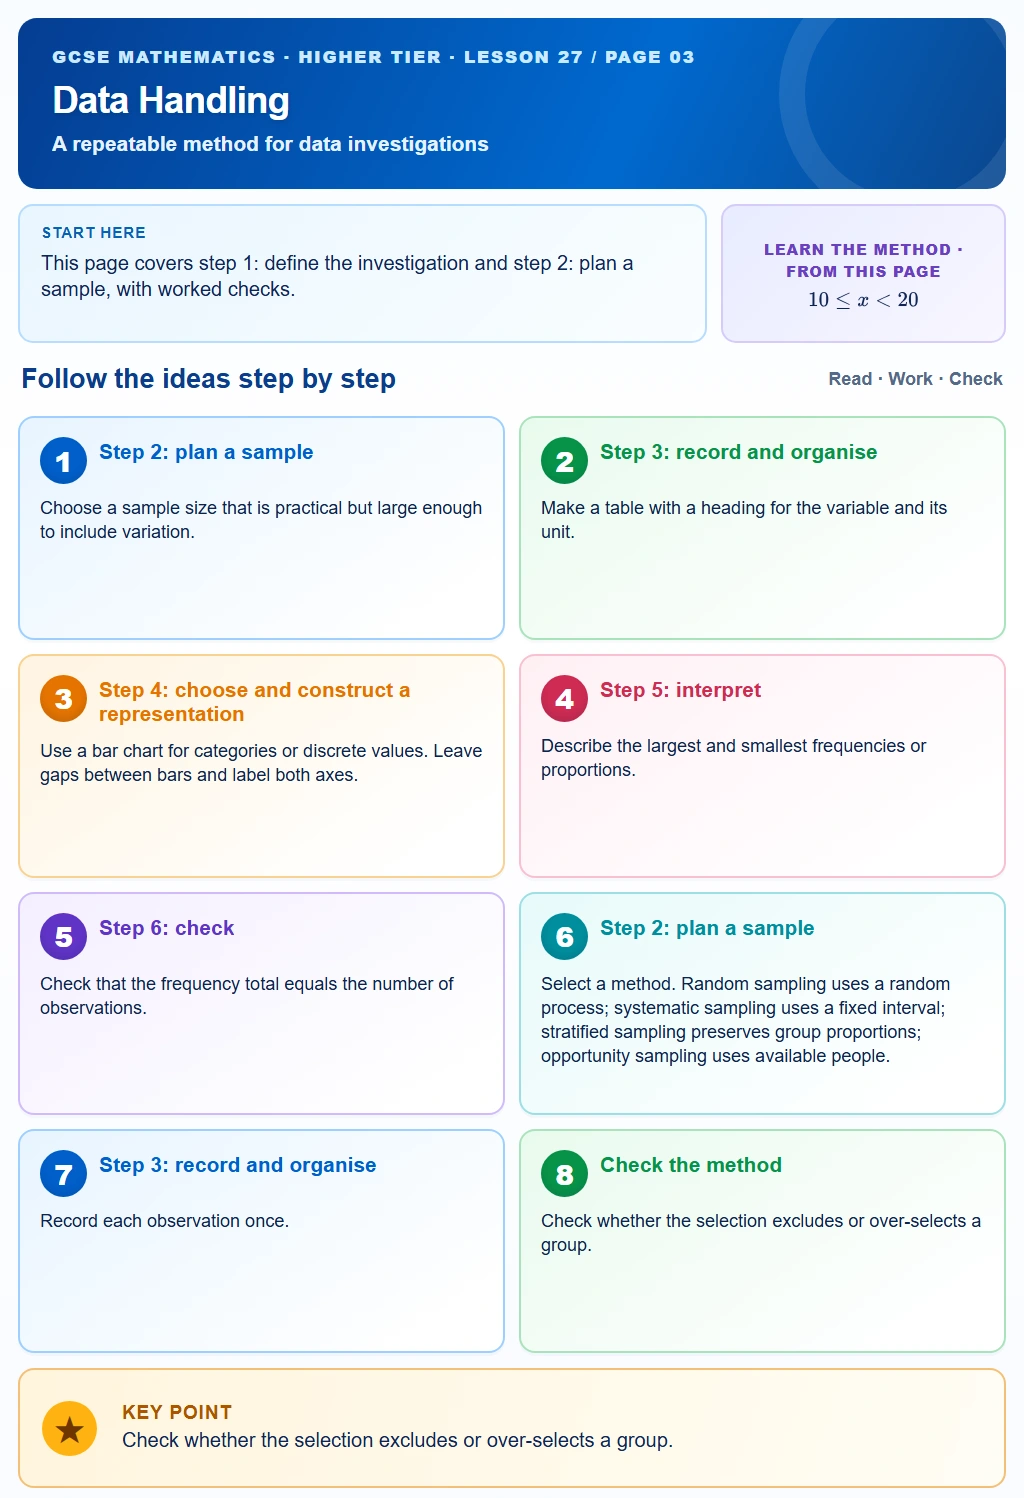 GCSE MATHEMATICS · HIGHER TIER · LESSON 27 / PAGE 03
Data Handling
A repeatable method for data investigations
START HERE
This page covers step 1: define the investigation and step 2: plan a
sample, with worked checks.
LEARN THE METHOD ·
FROM THIS PAGE
10 ≤ x < 20
Follow the ideas step by step
Read · Work · Check
1
Step 2: plan a sample
Choose a sample size that is practical but large enough
to include variation.
2
Step 3: record and organise
Make a table with a heading for the variable and its
unit.
3
Step 4: choose and construct a
representation
Use a bar chart for categories or discrete values. Leave
gaps between bars and label both axes.
4
Step 5: interpret
Describe the largest and smallest frequencies or
proportions.
5
Step 6: check
Check that the frequency total equals the number of
observations.
6
Step 2: plan a sample
Select a method. Random sampling uses a random
process; systematic sampling uses a fixed interval;
stratified sampling preserves group proportions;
opportunity sampling uses available people.
7
Step 3: record and organise
Record each observation once.
8
Check the method
Check whether the selection excludes or over-selects a
group.
KEY POINT
Check whether the selection excludes or over-selects a group.